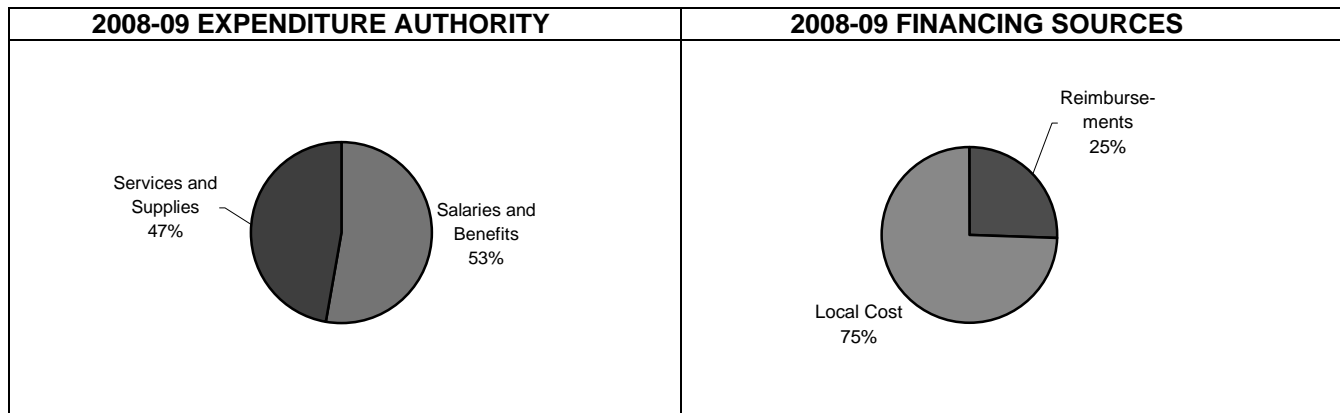 2008-09 EXPENDITURE AUTHORITY
Services and
Supplies
47%
Salaries and
Benefits
53%
2008-09 FINANCING SOURCES
Reimburse-
ments
25%
Local Cost
75%